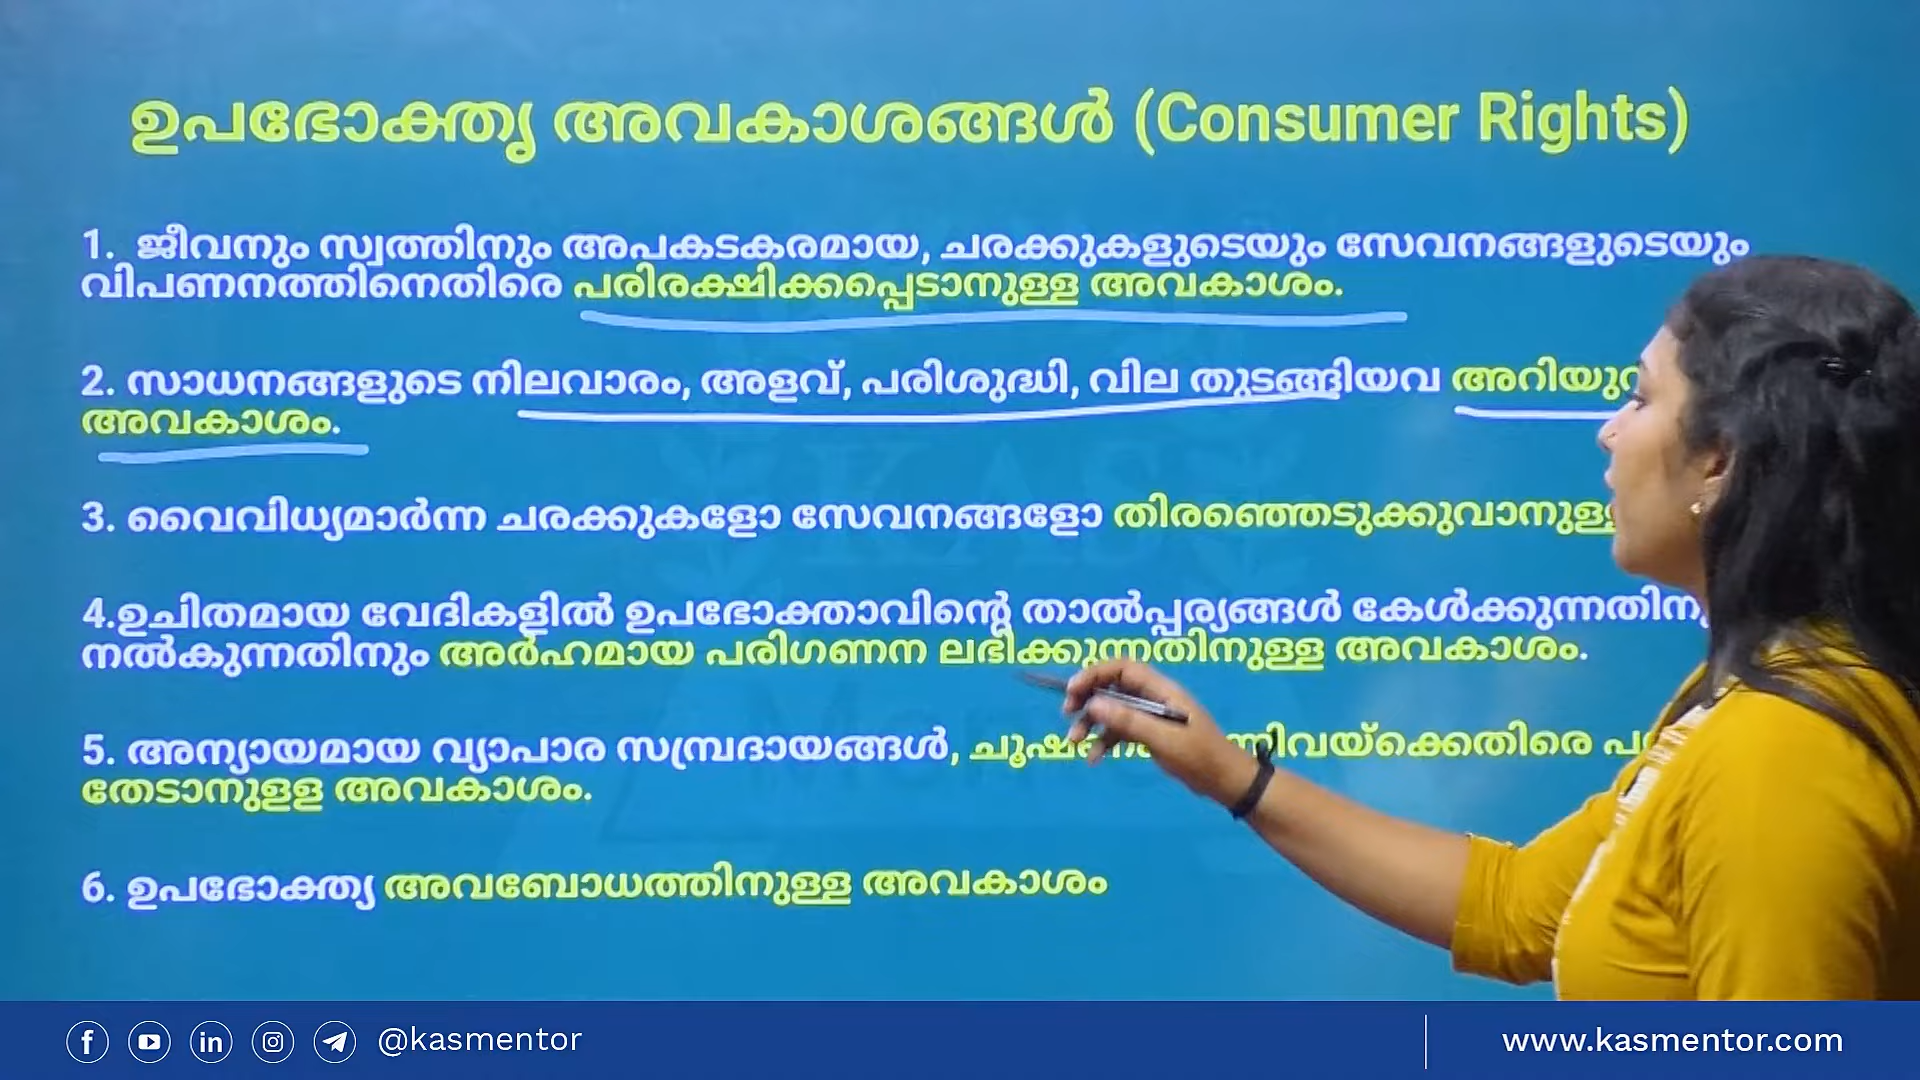 ഉപഭോക്തൃ അവകാശങ്ങൾ (Consumer Rights)
1. ജീവനും സ്വത്തിനും അപകടകരമായ, ചരക്കുകളുടെയും സേവനങ്ങളുടെയും
വിപണനത്തിനെതിരെ പരിരക്ഷിക്കപ്പെടാനുള്ള അവകാശം.
2. സാധനങ്ങളുടെ നിലവാരം, അളവ്, പരിശുദ്ധി, വില തുടങ്ങിയവ
അവകാശം.
3. വൈവിധ്യമാർന്ന ചരക്കുകളോ സേവനങ്ങളോ
4.ഉചിതമായ വേദികളിൽ ഉപഭോക്താവിന്റെ താൽപ്പര്യങ്ങൾ
നൽകുന്നതിനും അർഹമായ പരിഗണന ലഭിക്കുന്നതിനുള്ള അവകാശം.
5. അന്യായമായ വ്യാപാര സമ്പ്രദായങ്ങൾ,
തേടാനുളള അവകാശം.
6. ഉപഭോക്ത്യ അവബോധത്തിനുള്ള അവകാശം
KAS
@kasmentor
www.kasmentor.com